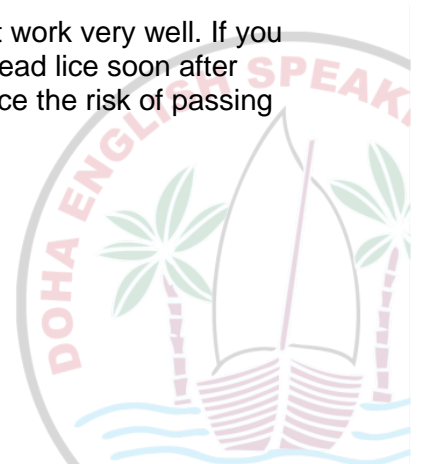 t work very well. If you
ead lice soon after
ce the risk of passing
DOHA ENGLISH SPEAK